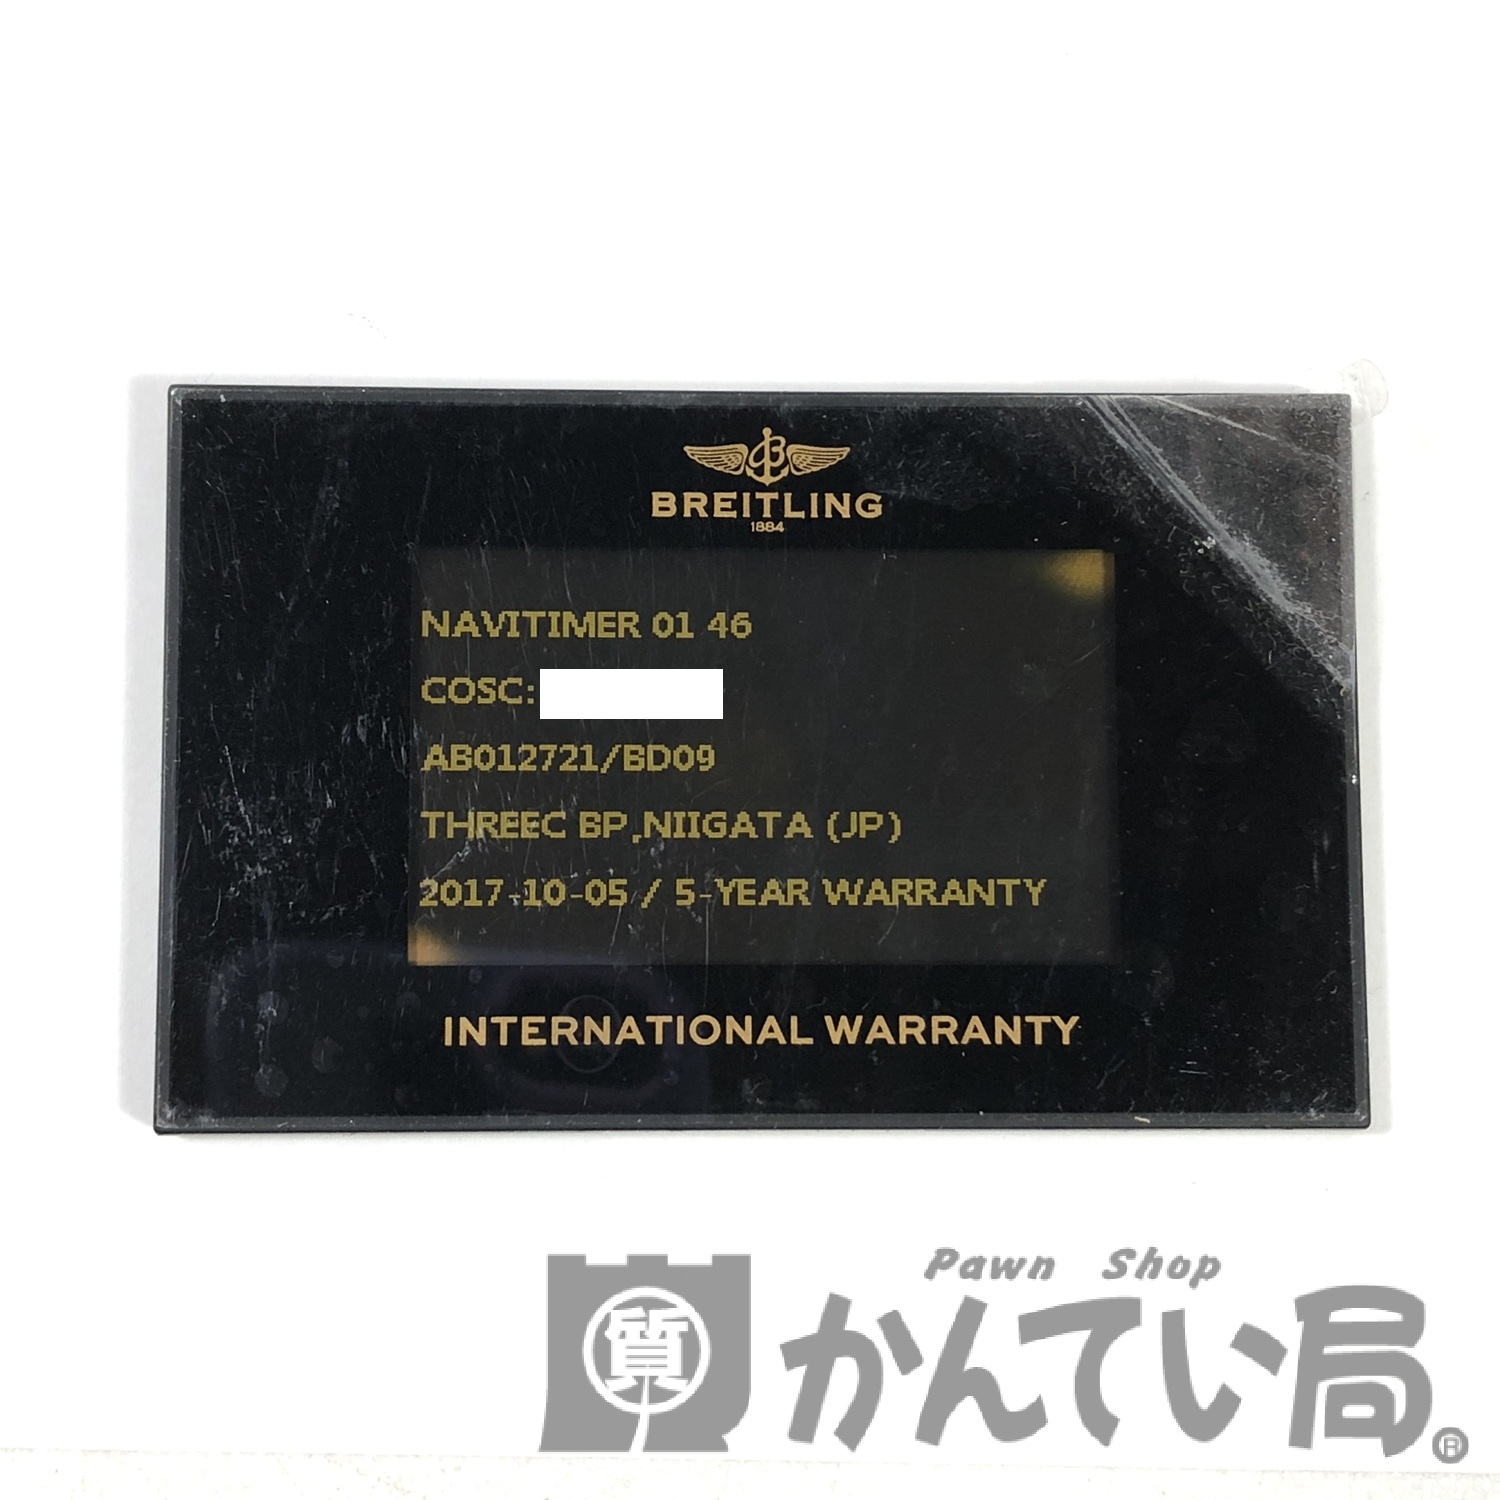 BREITLING
1884
NAVITIMER 01 46
COSC:
AB012721/BD09
THREEC BP,NIIGATA (JP)
2017-10-05 / 5-YEAR WARRANTY
INTERNATIONAL WARRANTY
Pawn Shop
質 かんてい局®